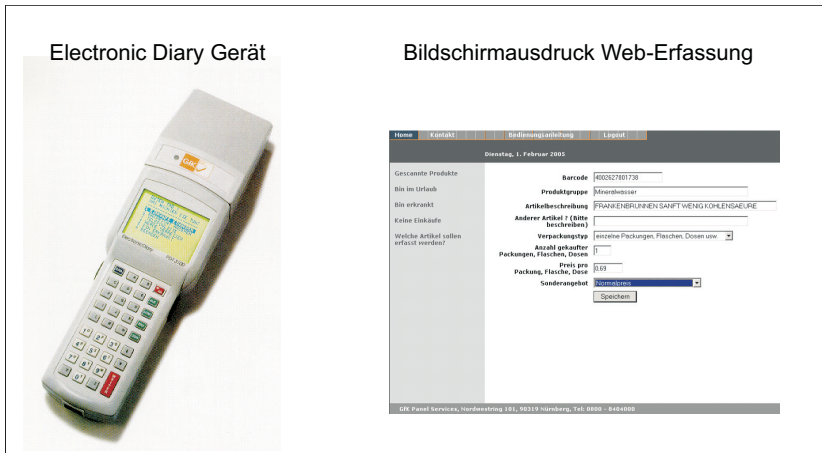 Electronic Diary Gerät
Bildschirmausdruck Web-Erfassung
GfK
ElectronicDiary
Home Kontakt Bedienungsanleitung Logout
Dienstag, 1. Februar 2005
Gescannte Produkte
Bin im Urlaub
Bin erkrankt
Keine Einkäufe
Welche Artikel sollen
erfasst werden?
Barcode 4002627801738
Produktgruppe Mineralwasser
Artikelbeschreibung FRANKENBRUNNEN SANFT WENIG KOHLENSAEURE
Anderer Artikel ? (Bitte
beschreiben)
Verpackungstyp einzelne Packungen, Flaschen, Dosen usw.
Anzahl gekaufter
Packungen, Flaschen, Dosen 1
Preis pro
Packung, Flasche, Dose 0.69
Sonderangebot Normalpreis
Speichern
GfK Panel Services, Nordwestring 101, 90319 Nürnberg, Tel: 0800 - 8404000